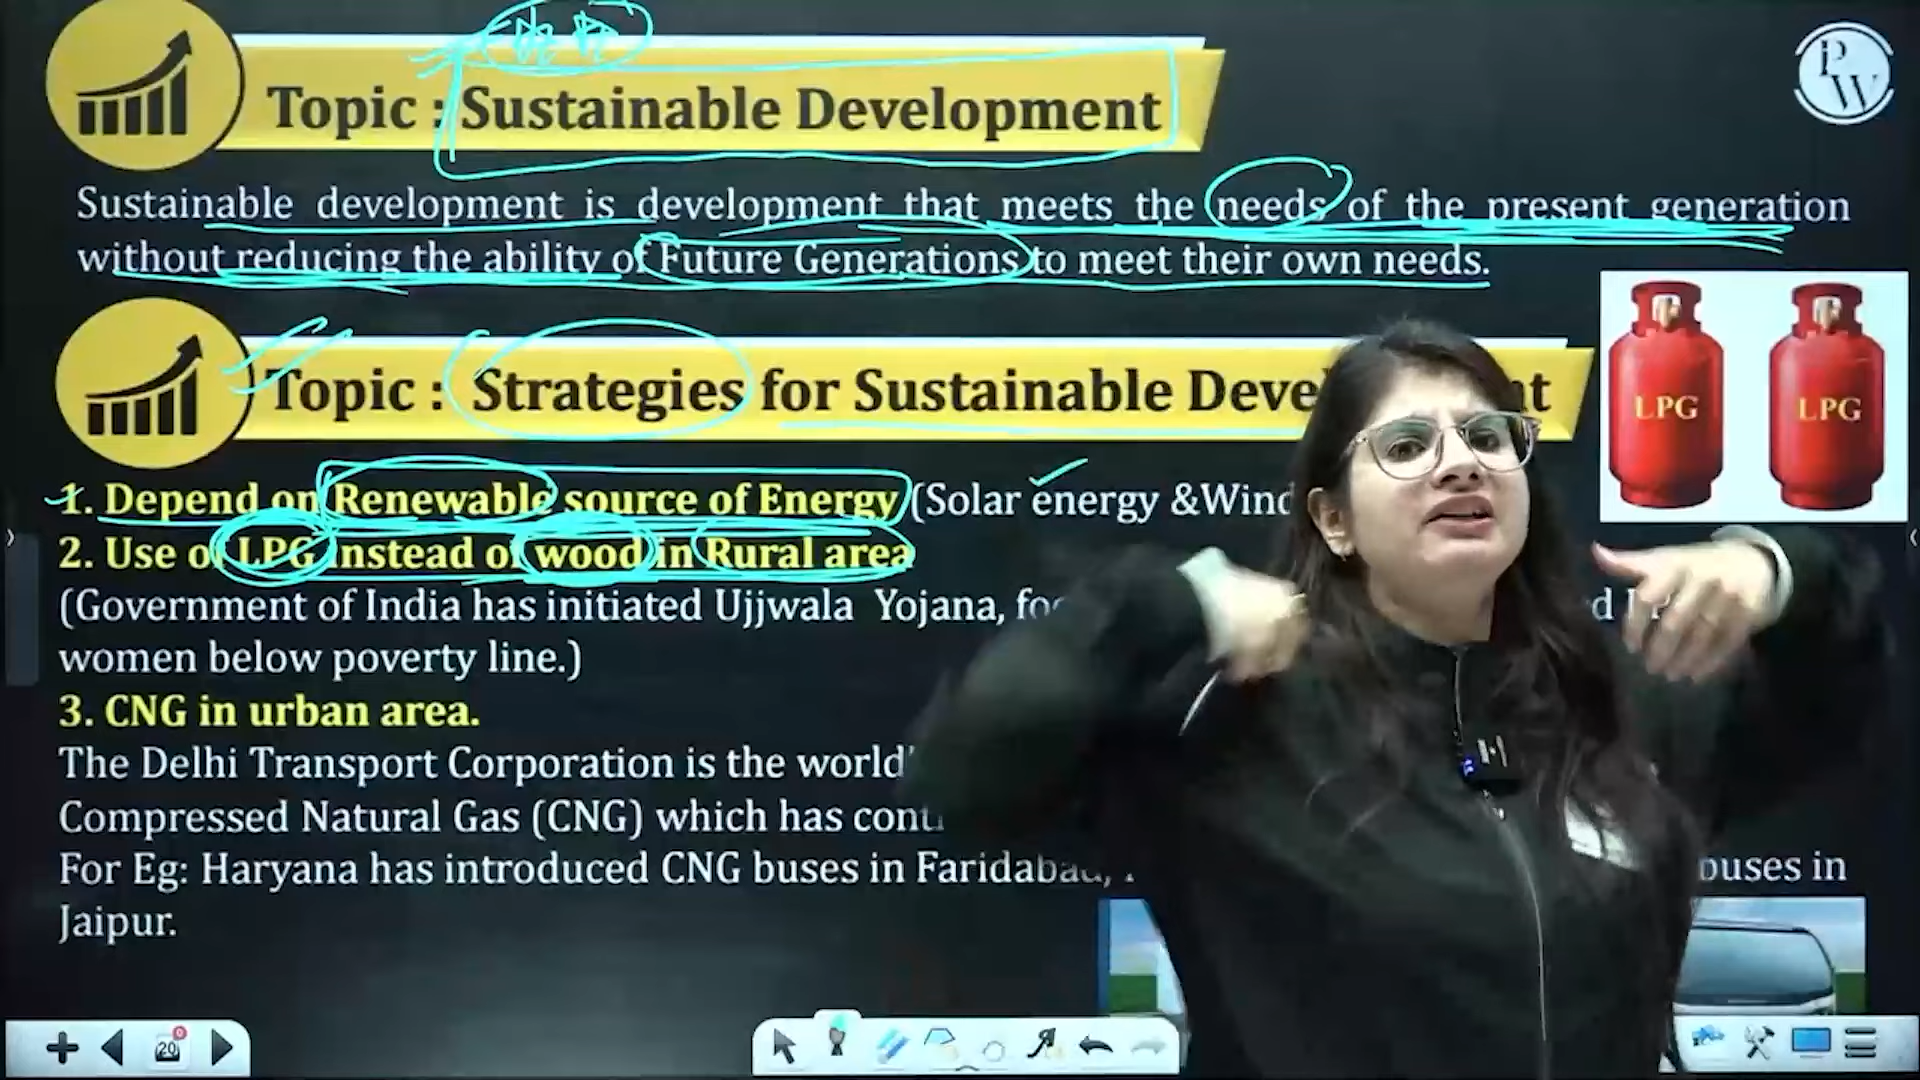 PW
Topic : Sustainable Development
Sustainable development is development that meets the needs of the present generation
without reducing the ability of Future Generations to meet their own needs.
Topic : Strategies for Sustainable
LPG LPG
1. Depend on Renewable source of Energy (Solar energy &Wind
2. Use of LPG instead of wood in Rural area
(Government of India has initiated Ujjwala Yojana,
women below poverty line.)
3. CNG in urban area.
The Delhi Transport Corporation is the world'
Compressed Natural Gas (CNG) which has
For Eg: Haryana has introduced CNG buses in Faridabad, buses in
Jaipur.
20